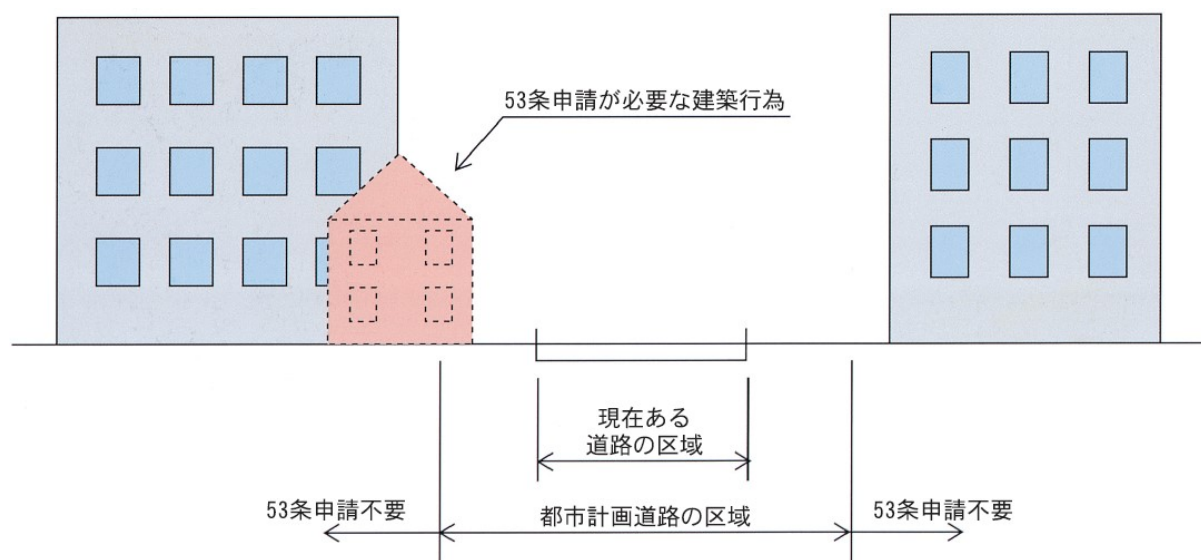 53条申請が必要な建築行為
現在ある
道路の区域
53条申請不要
都市計画道路の区域
53条申請不要